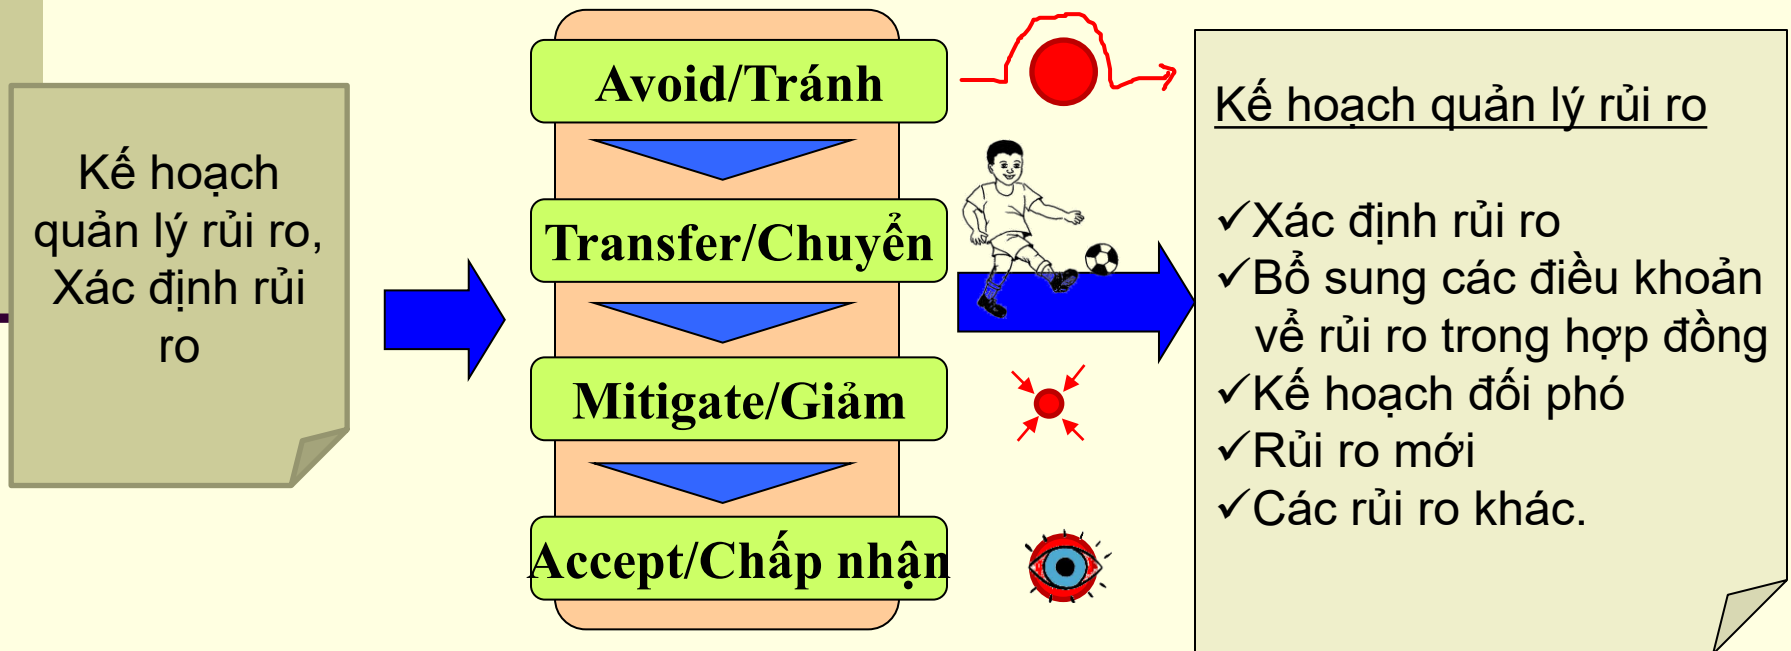 Kế hoạch
quản lý rủi ro,
Xác định rủi
ro
Avoid/Tránh
Transfer/Chuyển
Mitigate/Giảm
Accept/Chấp nhận
Kế hoạch quản lý rủi ro
✓Xác định rủi ro
✓Bổ sung các điều khoản
vể rủi ro trong hợp đồng
✓Kế hoạch đối phó
✓Rủi ro mới
✓Các rủi ro khác.